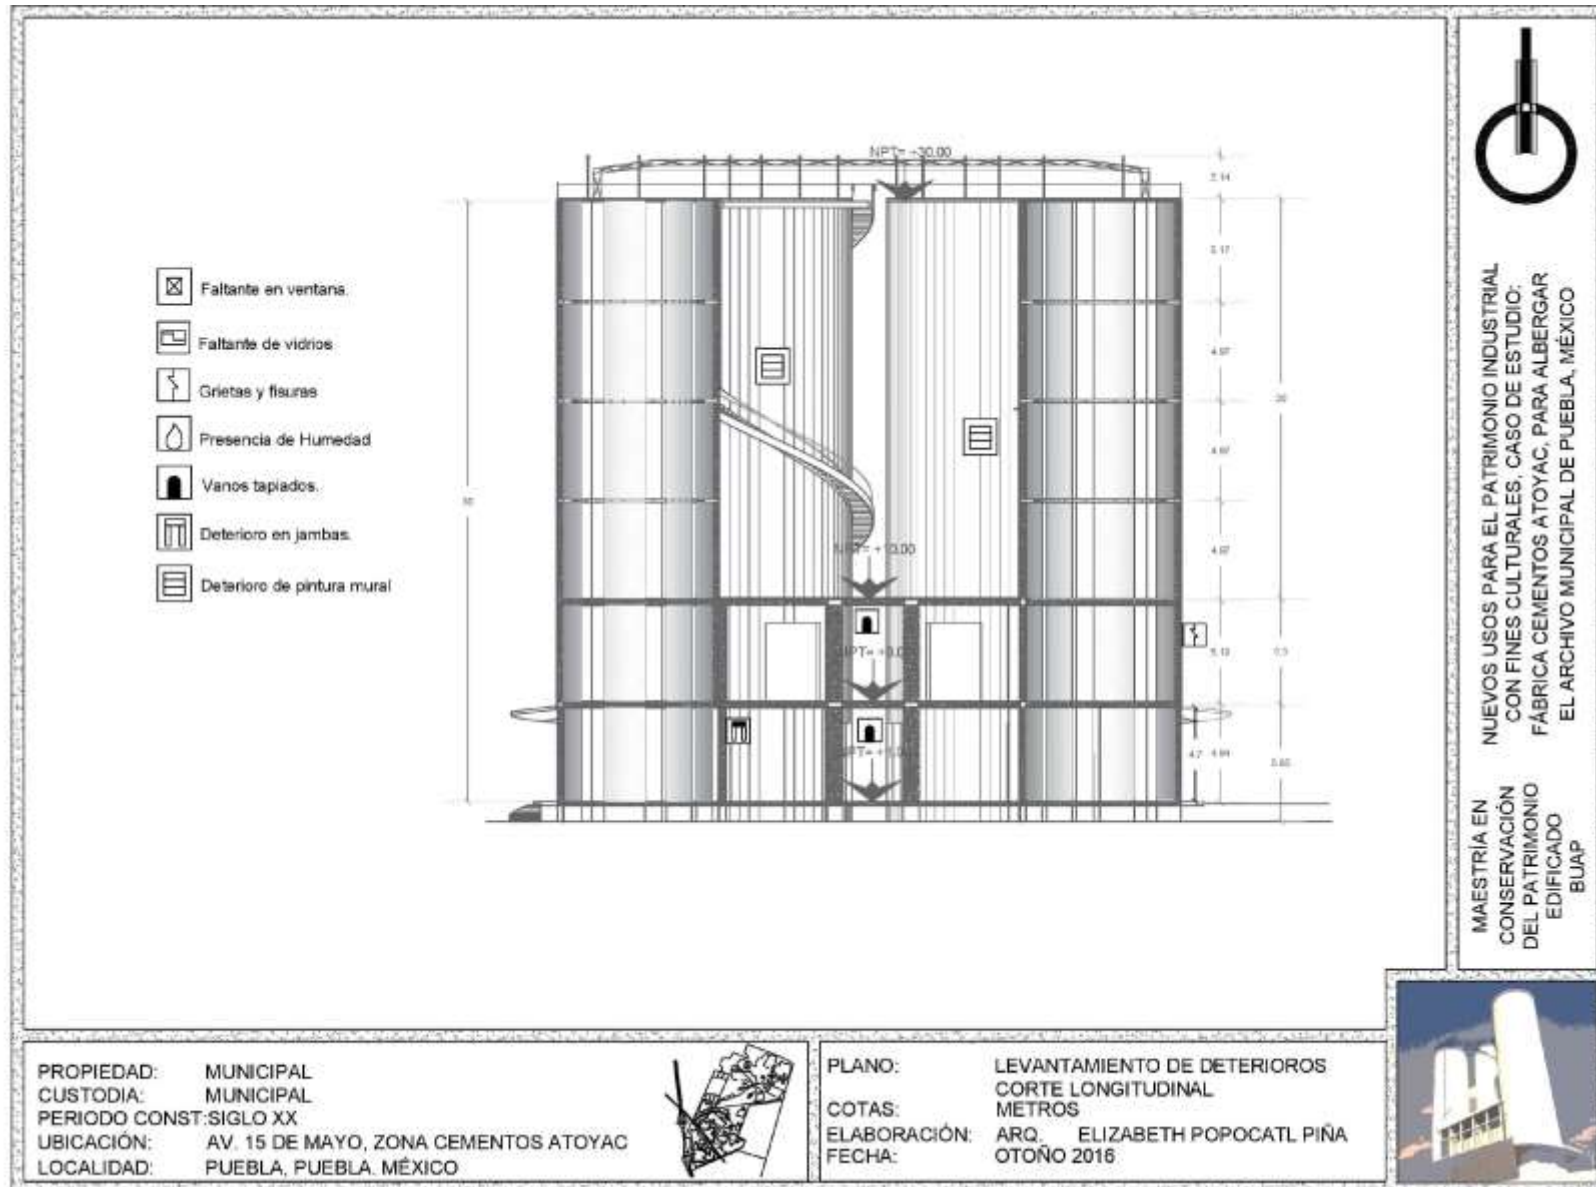 Faltante en ventana.
Faltante de vidrios
Grietas y fisuras
Presencia de Humedad
Vanos tapiados.
Deterioro en jambas.
Deterioro de pintura mural
NPT= +30.00
NUEVOS USOS PARA EL PATRIMONIO INDUSTRIAL
CON FINES CULTURALES, CASO DE ESTUDIO:
FÁBRICA CEMENTOS ATOYAC, PARA ALBERGAR
EL ARCHIVO MUNICIPAL DE PUEBLA, MÉXICO
MAESTRÍA EN
CONSERVACIÓN
DEL PATRIMONIO
EDIFICADO
BUAP
PROPIEDAD: MUNICIPAL
CUSTODIA: MUNICIPAL
PERIODO CONST: SIGLO XX
UBICACIÓN: AV. 15 DE MAYO, ZONA CEMENTOS ATOYAC
LOCALIDAD: PUEBLA, PUEBLA. MÉXICO
PLANO: LEVANTAMIENTO DE DETERIOROS
CORTE LONGITUDINAL
COTAS: METROS
ELABORACIÓN: ARQ. ELIZABETH POPOCATL PIÑA
FECHA: OTOÑO 2016